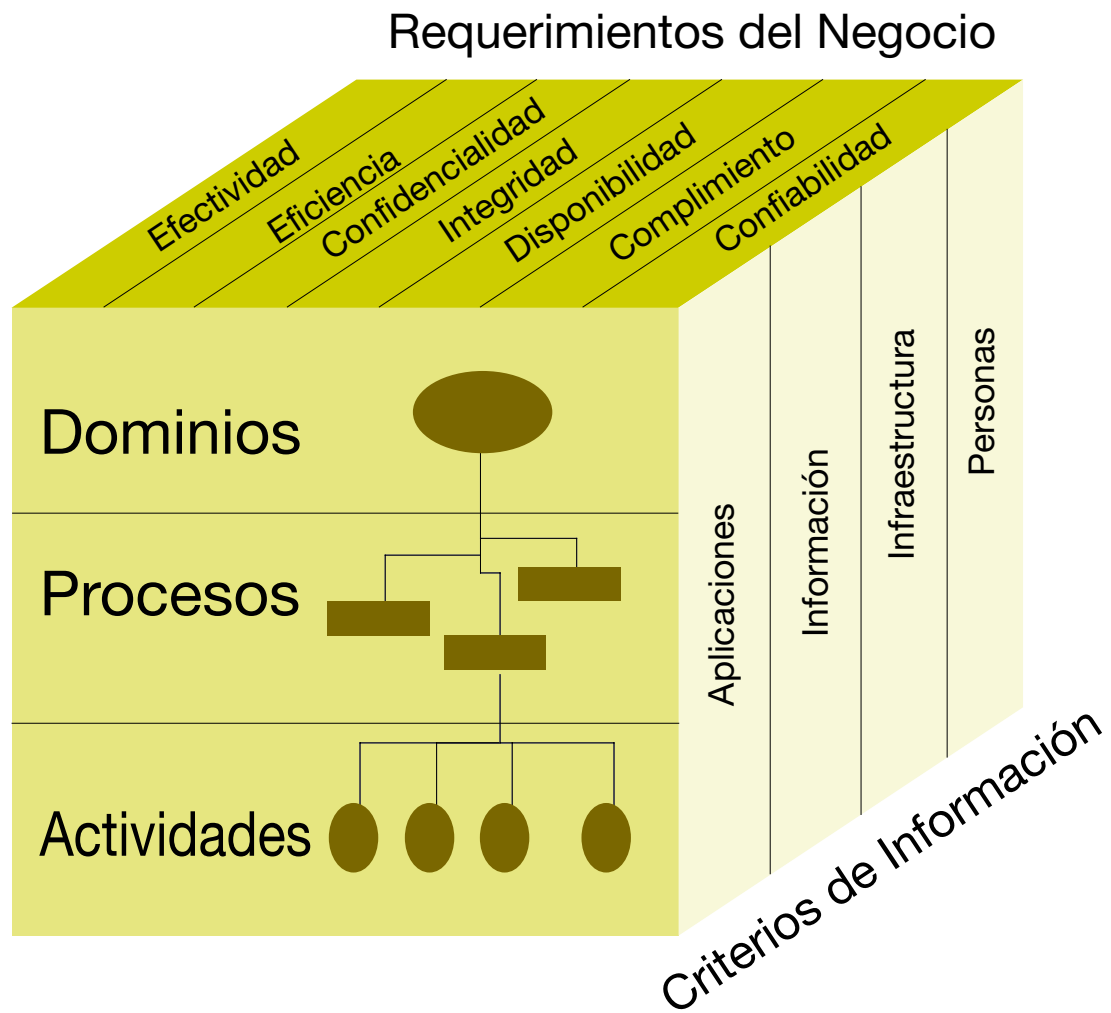 Requerimientos del Negocio
Efectividad
Eficiencia
Confidencialidad
Integridad
Disponibilidad
Complimiento
Confiabilidad
Dominios
Procesos
Actividades
Aplicaciones
Información
Infraestructura
Personas
Criterios de Información